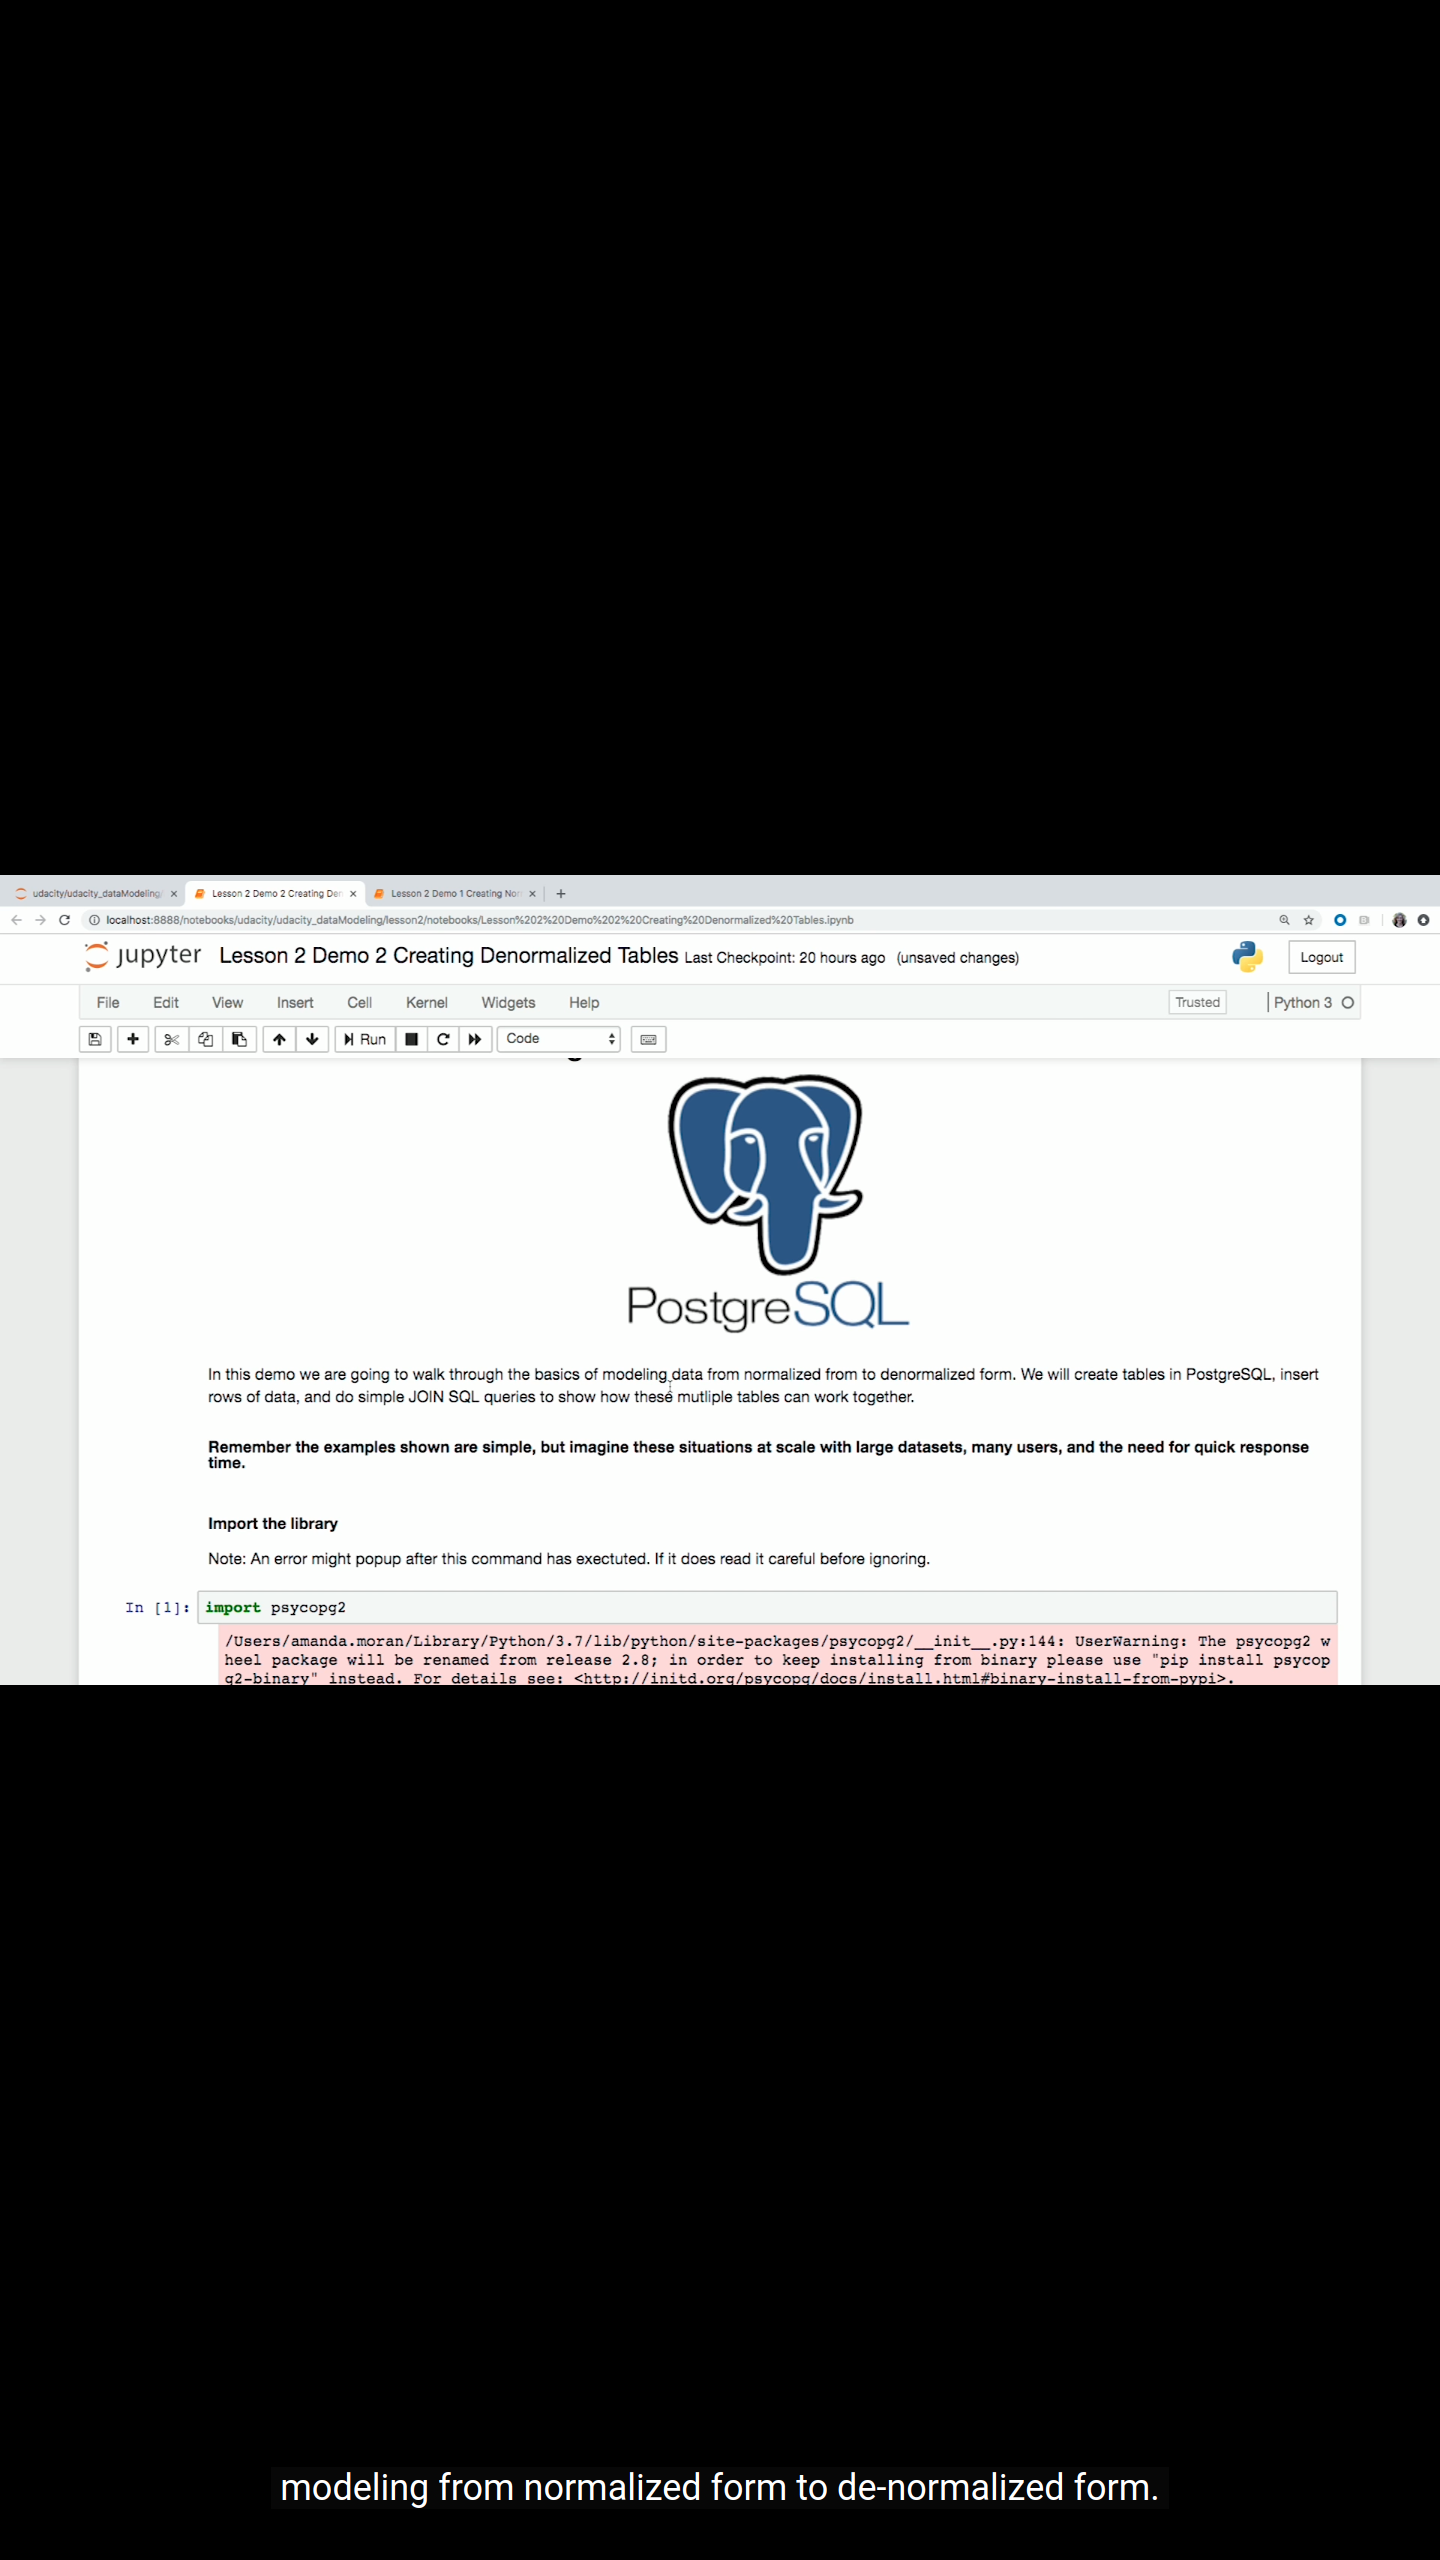 udacity/udacity_dataModeling/
Lesson 2 Demo 2 Creating Den
Lesson 2 Demo 1 Creating Nor
localhost:8888/notebooks/udacity/udacity_dataModeling/lesson2/notebooks/Lesson%202%20Demo%202%20Creating%20Denormalized%20Tables.ipynb
jupyter Lesson 2 Demo 2 Creating Denormalized Tables Last Checkpoint: 20 hours ago (unsaved changes)
Logout
File Edit View Insert Cell Kernel Widgets Help
Trusted
Python 3
Run
Code
PostgreSQL
In this demo we are going to walk through the basics of modeling data from normalized from to denormalized form. We will create tables in PostgreSQL, insert
rows of data, and do simple JOIN SQL queries to show how these mutliple tables can work together.
Remember the examples shown are simple, but imagine these situations at scale with large datasets, many users, and the need for quick response
time.
Import the library
Note: An error might popup after this command has exectuted. If it does read it careful before ignoring.
In [1]: import psycopg2
/Users/amanda.moran/Library/Python/3.7/lib/python/site-packages/psycopg2/__init__.py:144: UserWarning: The psycopg2 w
heel package will be renamed from release 2.8; in order to keep installing from binary please use "pip install psycop
g2-binary" instead. For details see: <http://initd.org/psycopg/docs/install.html#binary-install-from-pypi>.
modeling from normalized form to de-normalized form.